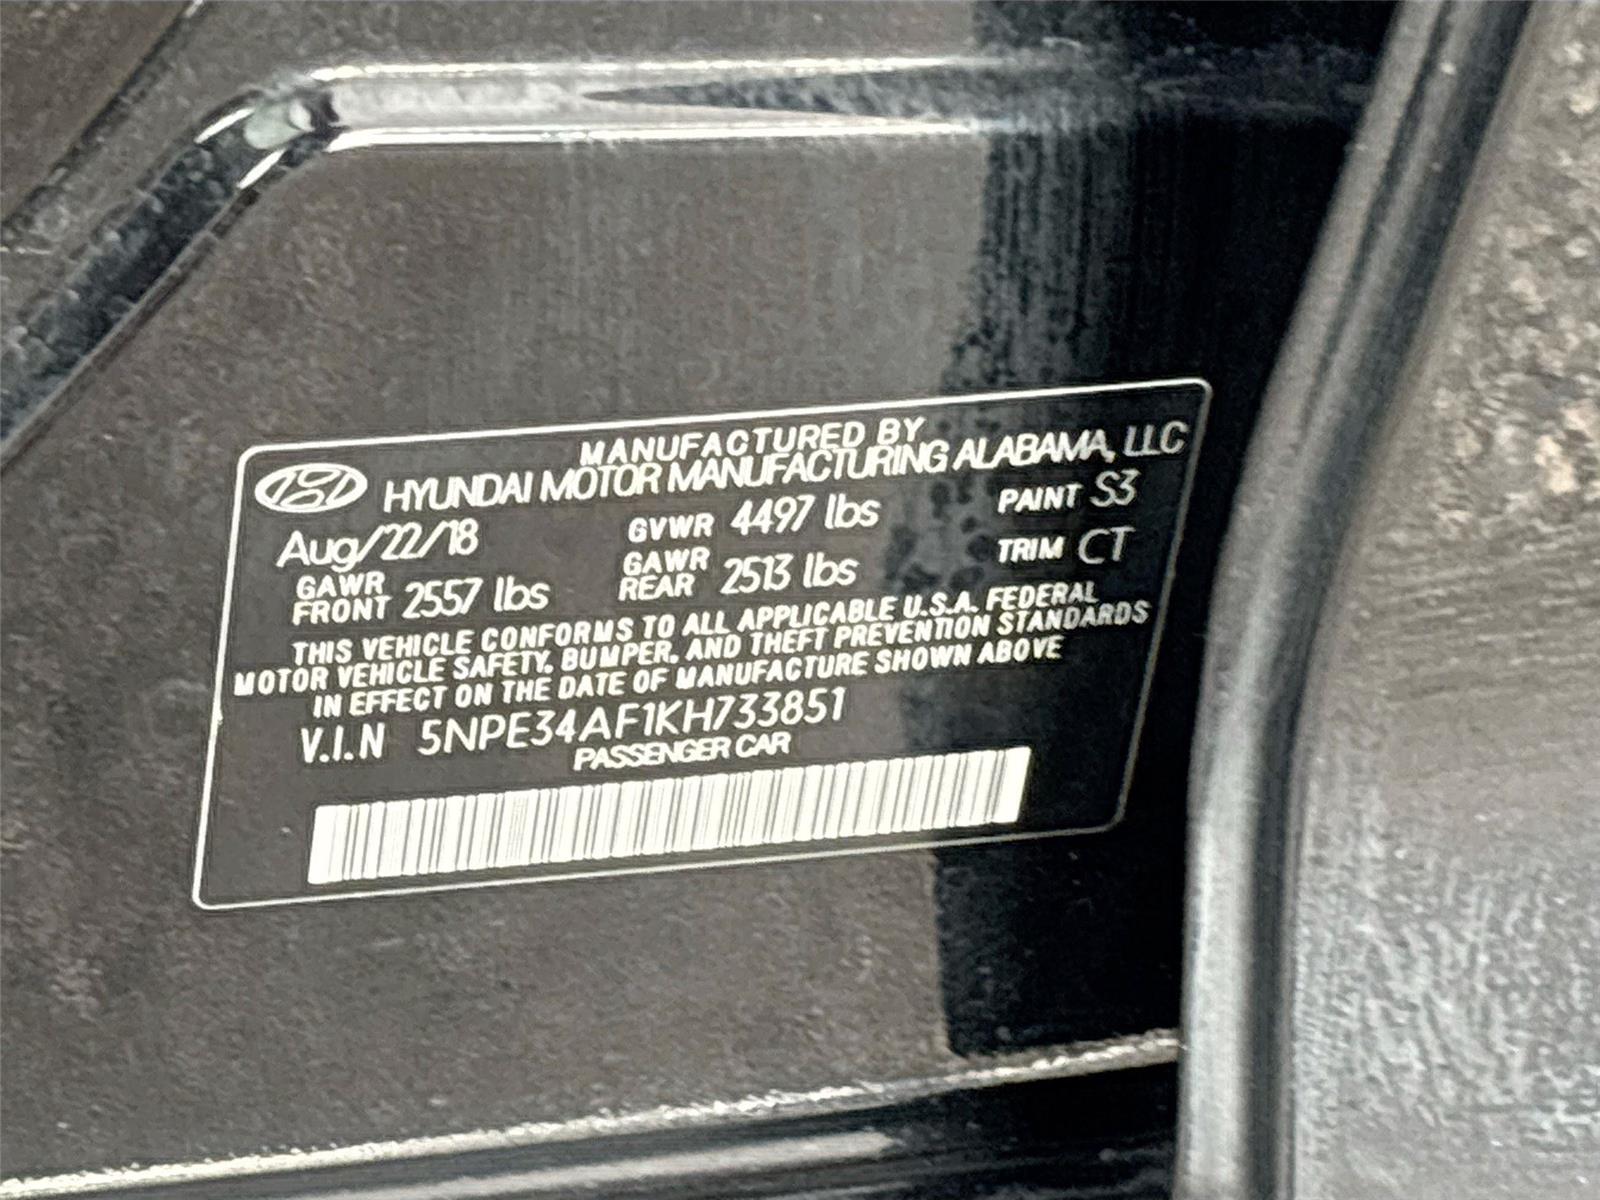 MANUFACTURED BY
HYUNDAI MOTOR MANUFACTURING ALABAMA, LLC
Aug/22/18 GVWR 4497 lbs PAINT S3
GAWR FRONT 2557 lbs GAWR REAR 2513 lbs TRIM CT
THIS VEHICLE CONFORMS TO ALL APPLICABLE U.S.A. FEDERAL
MOTOR VEHICLE SAFETY, BUMPER, AND THEFT PREVENTION STANDARDS
IN EFFECT ON THE DATE OF MANUFACTURE SHOWN ABOVE
V.I.N 5NPE34AF1KH733851
PASSENGER CAR